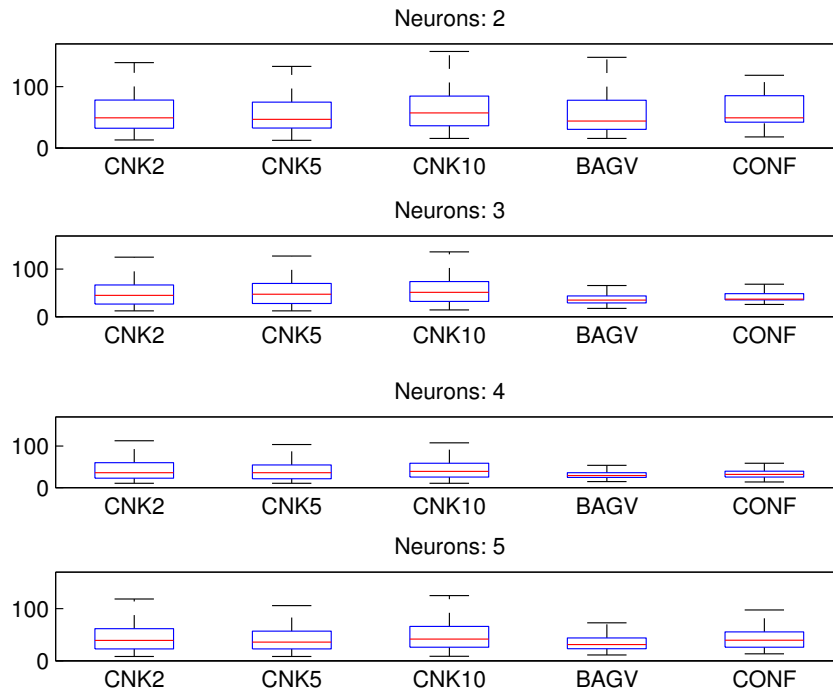 Neurons: 2
100
0
CNK2 CNK5 CNK10 BAGV CONF
Neurons: 3
100
0
CNK2 CNK5 CNK10 BAGV CONF
Neurons: 4
100
0
CNK2 CNK5 CNK10 BAGV CONF
Neurons: 5
100
0
CNK2 CNK5 CNK10 BAGV CONF